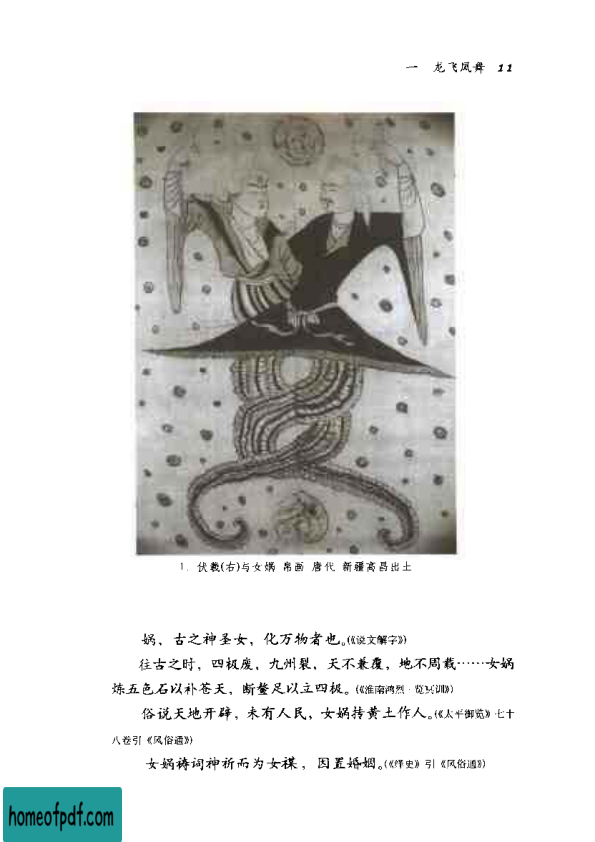 一 龙飞凤舞 11
1. 伏羲(右)与女娲 帛画 唐代 新疆高昌出土
娲，古之神圣女，化万物者也。(《说文解字》)
往古之时，四极废，九州裂，天不兼覆，地不周载……女娲
炼五色石以补苍天，断鳌足以立四极。(《淮南鸿烈·览冥训》)
俗说天地开辟，未有人民，女娲抟黄土作人。(《太平御览》七十
八卷引《风俗通》)
女娲祷词神祈而为女禖，因置婚姻。(《绎史》引《风俗通》)
homeofpdf.com